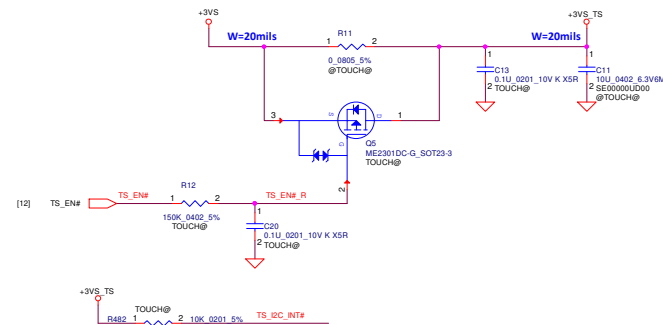 +3VS
+3VS_TS
W=20mils
R11
W=20mils
1
2
0_0805_5%
@TOUCH@
1
C13
0.1U_0201_10V K X5R
2
TOUCH@
1
C11
10U_0402_6.3V6M
2
SE00000UD00
@TOUCH@
3
S
D
1
G
Q5
ME2301DC-G_SOT23-3
TOUCH@
2
[12]
TS_EN#
TS_EN#
R12
1
2
TS_EN#_R
150K_0402_5%
TOUCH@
1
C20
0.1U_0201_10V K X5R
2
TOUCH@
+3VS_TS
TOUCH@
R482
1
2
10K_0201_5%
TS_I2C_INT#